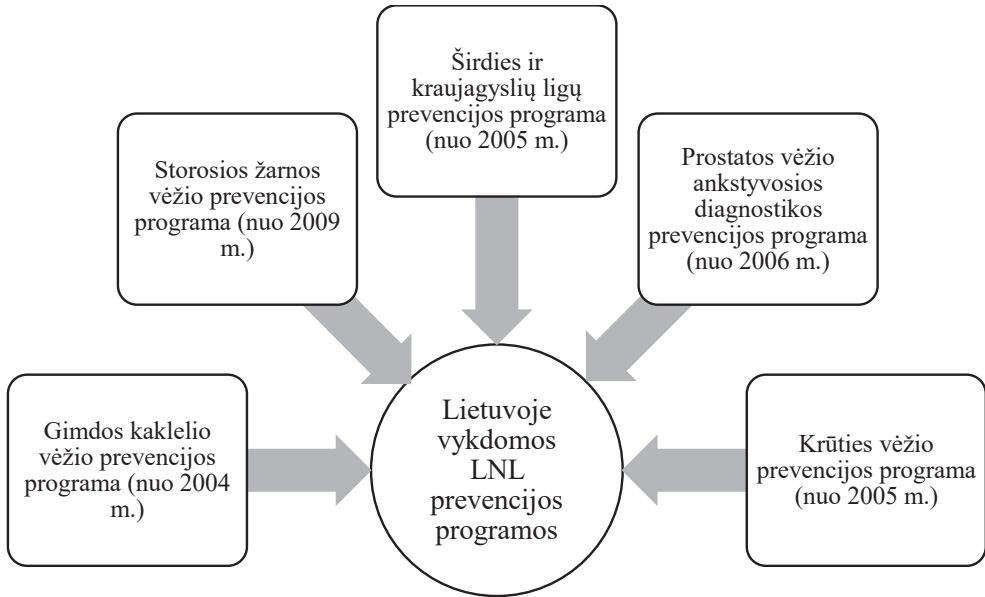 Širdies ir
kraujagyslių ligų
prevencijos programa
(nuo 2005 m.)
Storosios žarnos
vėžio prevencijos
programa (nuo 2009
m.)
Prostatos vėžio
ankstyvosios
diagnostikos
prevencijos programa
(nuo 2006 m.)
Gimdos kaklelio
vėžio prevencijos
programa (nuo 2004
m.)
Lietuvoje
vykdomos
LNL
prevencijos
programos
Krūties vėžio
prevencijos programa
(nuo 2005 m.)